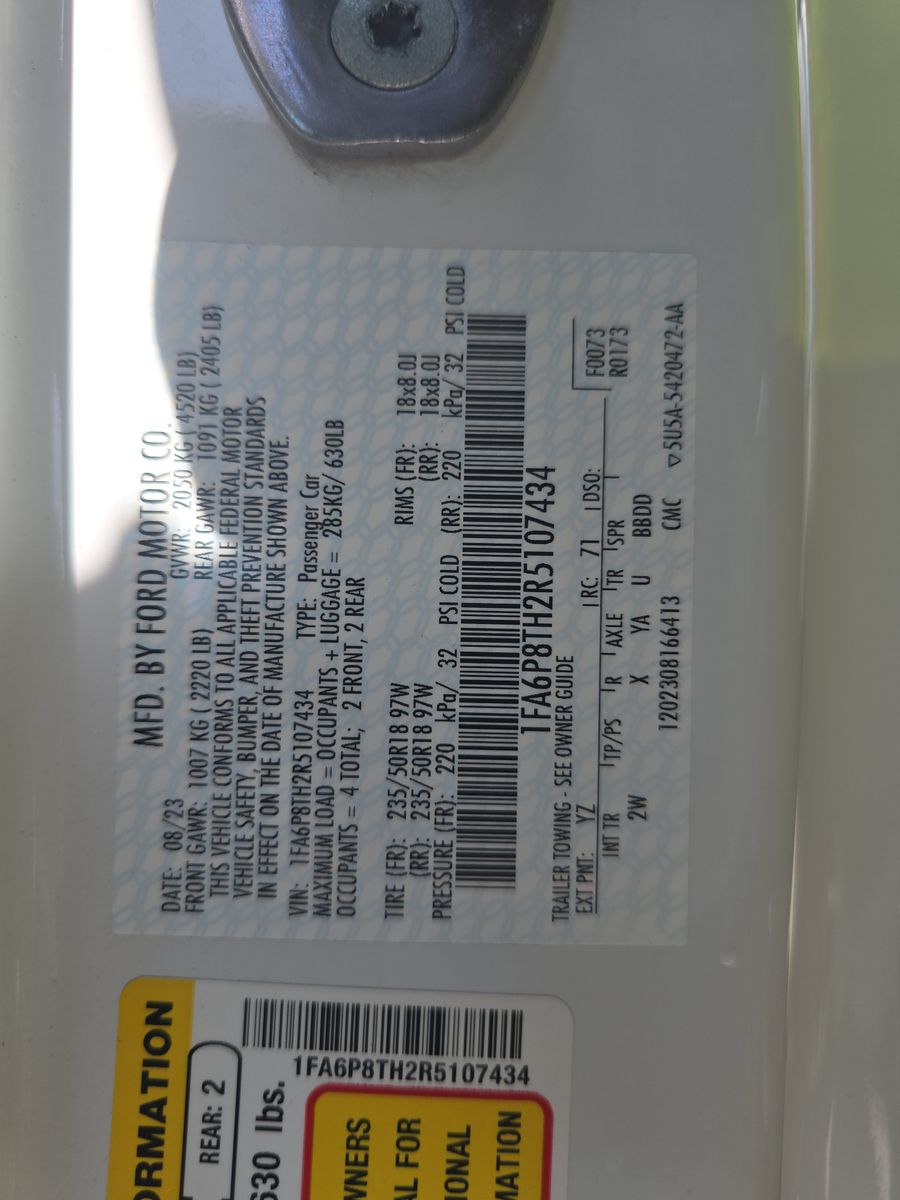 MFD. BY FORD MOTOR CO.
DATE: 08/23 GVWR: 2050 KG ( 4520 LB)
FRONT GAWR: 1007 KG ( 2220 LB) REAR GAWR: 1091 KG ( 2405 LB)
THIS VEHICLE CONFORMS TO ALL APPLICABLE FEDERAL MOTOR
VEHICLE SAFETY, BUMPER, AND THEFT PREVENTION STANDARDS
IN EFFECT ON THE DATE OF MANUFACTURE SHOWN ABOVE.
VIN: 1FA6P8TH2R5107434 TYPE: Passenger Car
MAXIMUM LOAD = OCCUPANTS + LUGGAGE = 285KG/ 630LB
OCCUPANTS = 4 TOTAL; 2 FRONT, 2 REAR
TIRE (FR): 235/50R18 97W RIMS (FR): 18x8.0J
(RR): 235/50R18 97W (RR): 18x8.0J
PRESSURE (FR): 220 kPa/ 32 PSI COLD (RR): 220 kPa/ 32 PSI COLD
1FA6P8TH2R5107434
TRAILER TOWING - SEE OWNER GUIDE
EXT PNT: YZ RC: 71 DSO: F0073
INT TR TP/PS R AXLE TR SPR R0173
2W X YA U BBDD
1202308166413 CMC ▽5U5A-5420472-AA
ORMATION
REAR: 2
630 lbs.
1FA6P8TH2R5107434
WNERS
AL FOR
IONAL
MATION